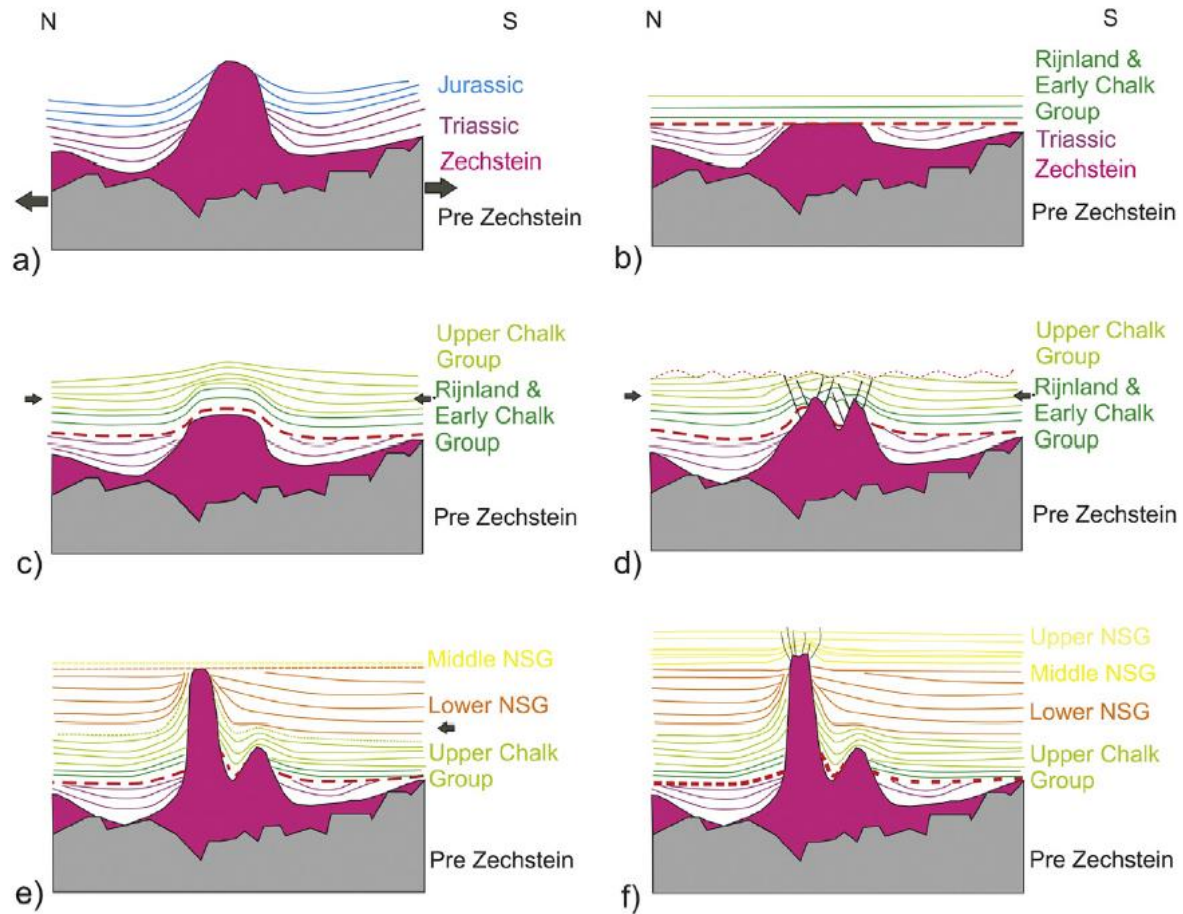 N
S
Jurassic
Triassic
Zechstein
Pre Zechstein
a)
N
S
Rijnland &
Early Chalk
Group
Triassic
Zechstein
Pre Zechstein
b)
Upper Chalk
Group
Rijnland &
Early Chalk
Group
Pre Zechstein
c)
Upper Chalk
Group
Rijnland &
Early Chalk
Group
Pre Zechstein
d)
Middle NSG
Lower NSG
Upper Chalk
Group
Pre Zechstein
e)
Upper NSG
Middle NSG
Lower NSG
Upper Chalk
Group
Pre Zechstein
f)